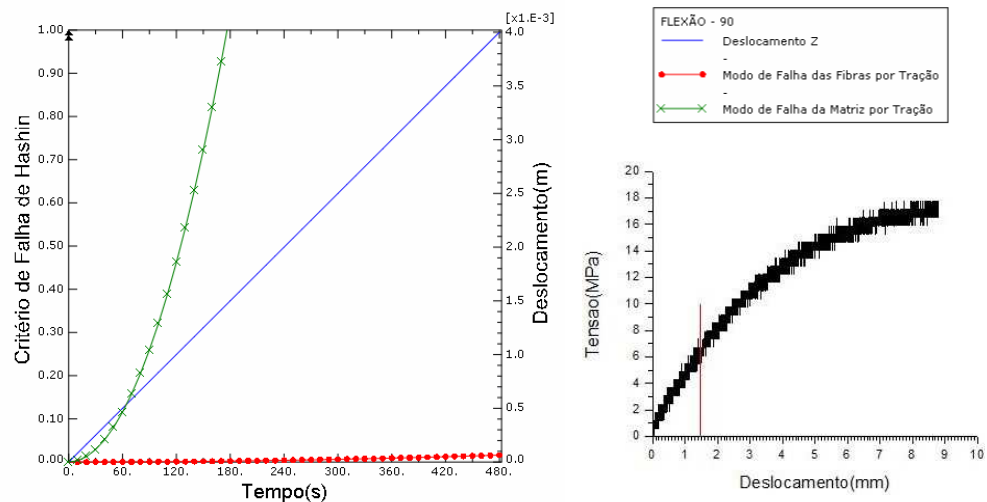 [x1.E-3]
1.00
0.90
0.80
0.70
0.60
0.50
0.40
0.30
0.20
0.10
0.00
Critério de Falha de Hashin
4.0
3.5
3.0
2.5
2.0
1.5
1.0
0.5
0.0
Deslocamento(m)
0. 60. 120. 180. 240. 300. 360. 420. 480.
Tempo(s)
FLEXÃO - 90
Deslocamento Z
-
Modo de Falha das Fibras por Tração
-
Modo de Falha da Matriz por Tração
20
18
16
14
12
10
8
6
4
2
0
Tensao(MPa)
0 1 2 3 4 5 6 7 8 9 10
Deslocamento(mm)